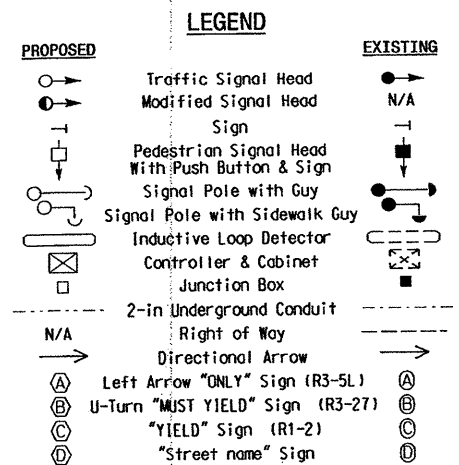 LEGEND
PROPOSED EXISTING
Traffic Signal Head
Modified Signal Head N/A
Sign
Pedestrian Signal Head
With Push Button & Sign
Signal Pole with Guy
Signal Pole with Sidewalk Guy
Inductive Loop Detector
Controller & Cabinet
Junction Box
2-in Underground Conduit
N/A Right of Way
Directional Arrow
A Left Arrow "ONLY" Sign (R3-5L) A
B U-Turn "MUST YIELD" Sign (R3-27) B
C "YIELD" Sign (R1-2) C
D "Street name" Sign D